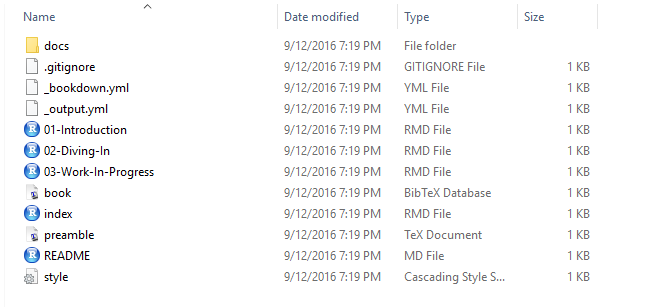 Name Date modified Type Size
docs 9/12/2016 7:19 PM File folder
.gitignore 9/12/2016 7:19 PM GITIGNORE File 1 KB
_bookdown.yml 9/12/2016 7:19 PM YML File 1 KB
_output.yml 9/12/2016 7:19 PM YML File 1 KB
R 01-Introduction 9/12/2016 7:19 PM RMD File 1 KB
R 02-Diving-In 9/12/2016 7:19 PM RMD File 1 KB
R 03-Work-In-Progress 9/12/2016 7:19 PM RMD File 1 KB
book 9/12/2016 7:19 PM BibTeX Database 1 KB
R index 9/12/2016 7:19 PM RMD File 1 KB
preamble 9/12/2016 7:19 PM TeX Document 1 KB
R README 9/12/2016 7:19 PM MD File 1 KB
style 9/12/2016 7:19 PM Cascading Style S... 1 KB